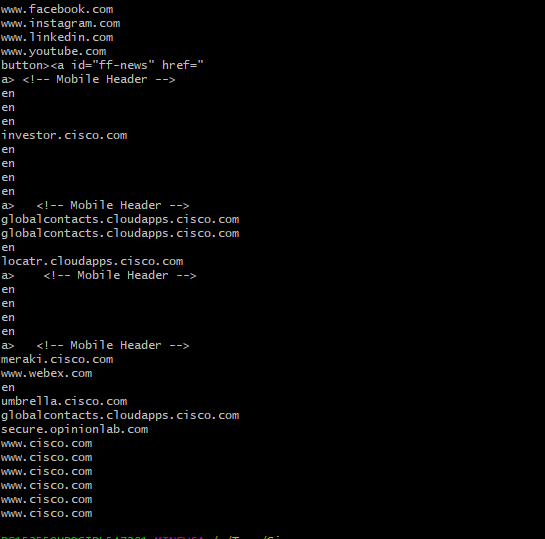 www.facebook.com
www.instagram.com
www.linkedin.com
www.youtube.com
button><a id="ff-news" href="
a> <!-- Mobile Header -->
en
en
en
investor.cisco.com
en
en
en
en
a>   <!-- Mobile Header -->
globalcontacts.cloudapps.cisco.com
globalcontacts.cloudapps.cisco.com
en
locatr.cloudapps.cisco.com
a>    <!-- Mobile Header -->
en
en
en
en
a>   <!-- Mobile Header -->
meraki.cisco.com
www.webex.com
en
umbrella.cisco.com
globalcontacts.cloudapps.cisco.com
secure.opinionlab.com
www.cisco.com
www.cisco.com
www.cisco.com
www.cisco.com
www.cisco.com
www.cisco.com